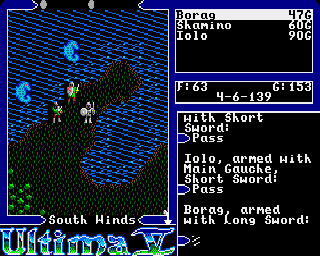 Borag 47G
Shamino 60G
Iolo 90G
F:63 G:153
4-6-139
with Short
Sword:
Pass
Iolo, armed with
Main Gauche,
Short Sword:
Pass
Borag, armed
with Long Sword:
South Winds
Ultima V